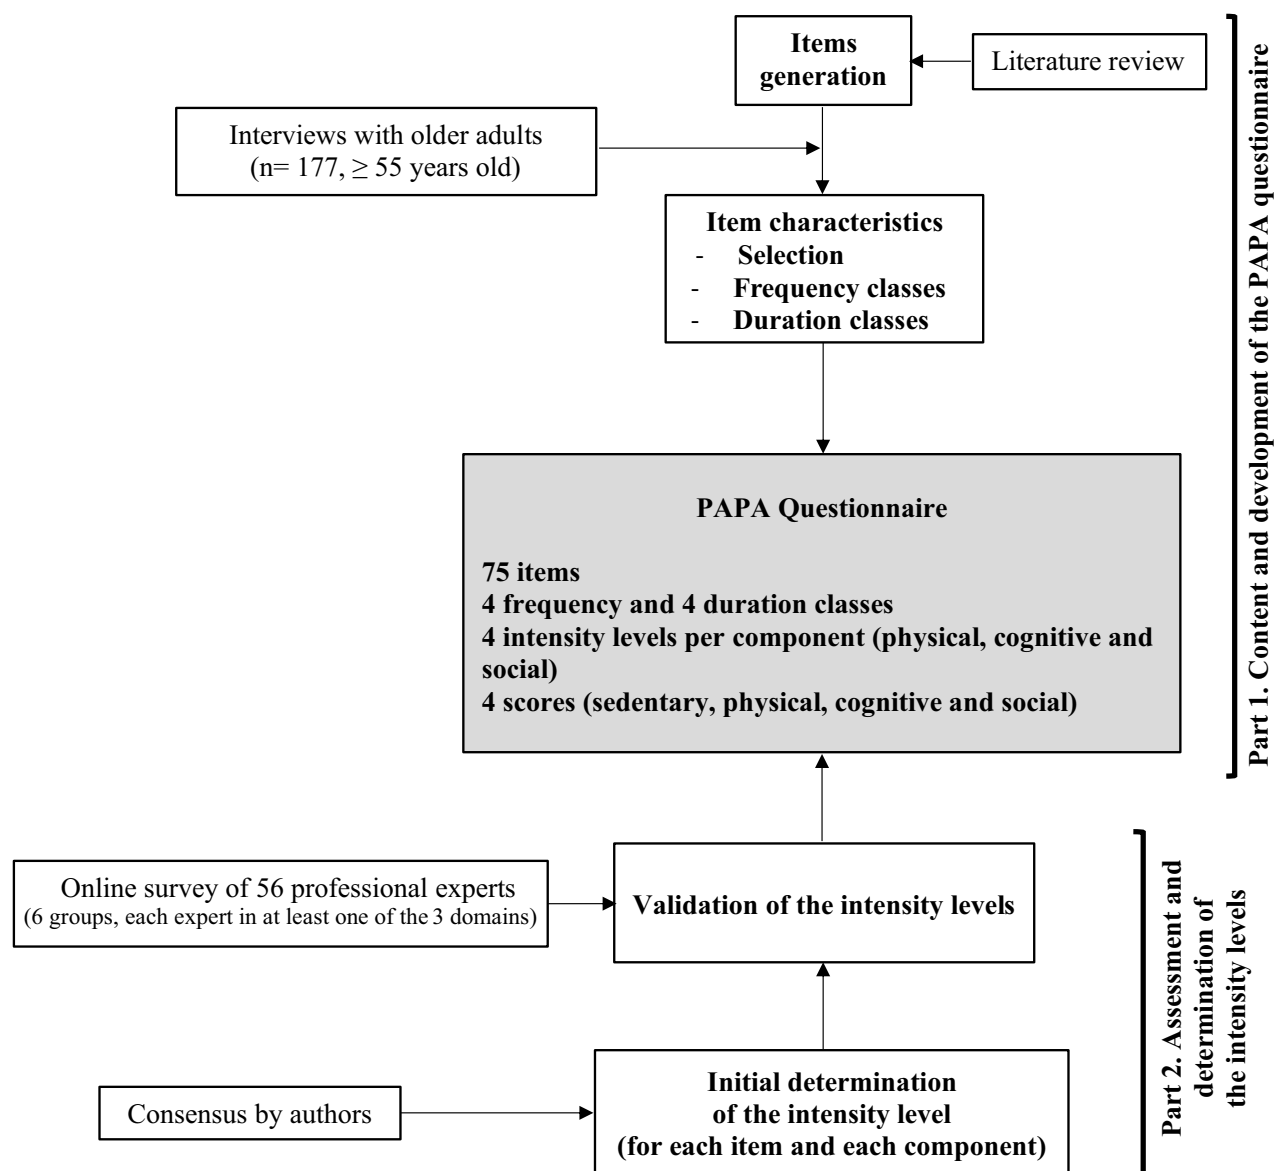 Items
generation
Literature review
Interviews with older adults
(n= 177, ≥ 55 years old)
Item characteristics
- Selection
- Frequency classes
- Duration classes
PAPA Questionnaire
75 items
4 frequency and 4 duration classes
4 intensity levels per component (physical, cognitive and
social)
4 scores (sedentary, physical, cognitive and social)
Part 1. Content and development of the PAPA questionnaire
Online survey of 56 professional experts
(6 groups, each expert in at least one of the 3 domains)
Validation of the intensity levels
Consensus by authors
Initial determination
of the intensity level
(for each item and each component)
Part 2. Assessment and
determination of
the intensity levels